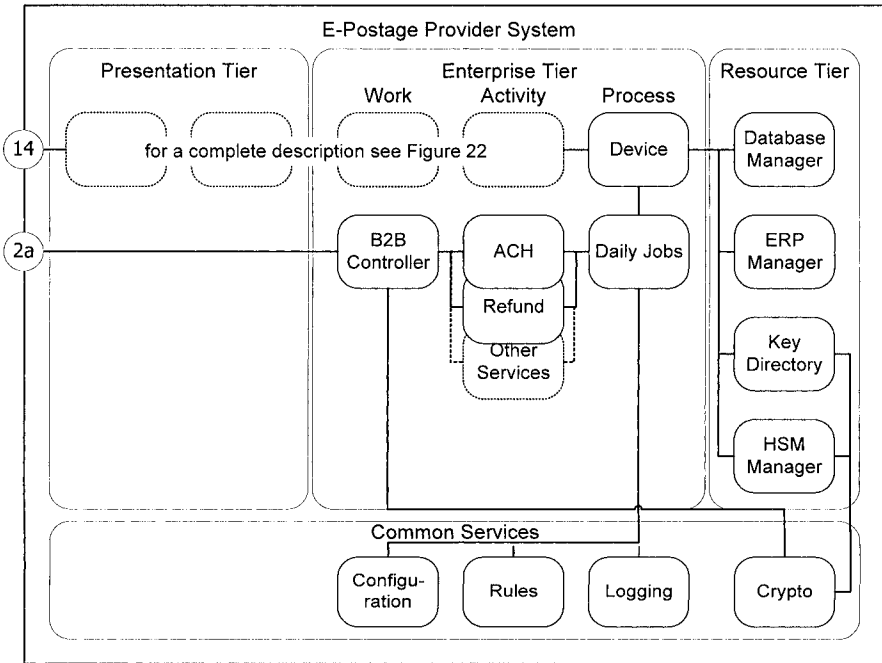 E-Postage Provider System
Presentation Tier
Enterprise Tier
Resource Tier
Work
Activity
Process
14
for a complete description see Figure 22
Device
Database
Manager
2a
B2B
Controller
ACH
Daily Jobs
ERP
Manager
Refund
Other
Services
Key
Directory
HSM
Manager
Common Services
Configu-
ration
Rules
Logging
Crypto